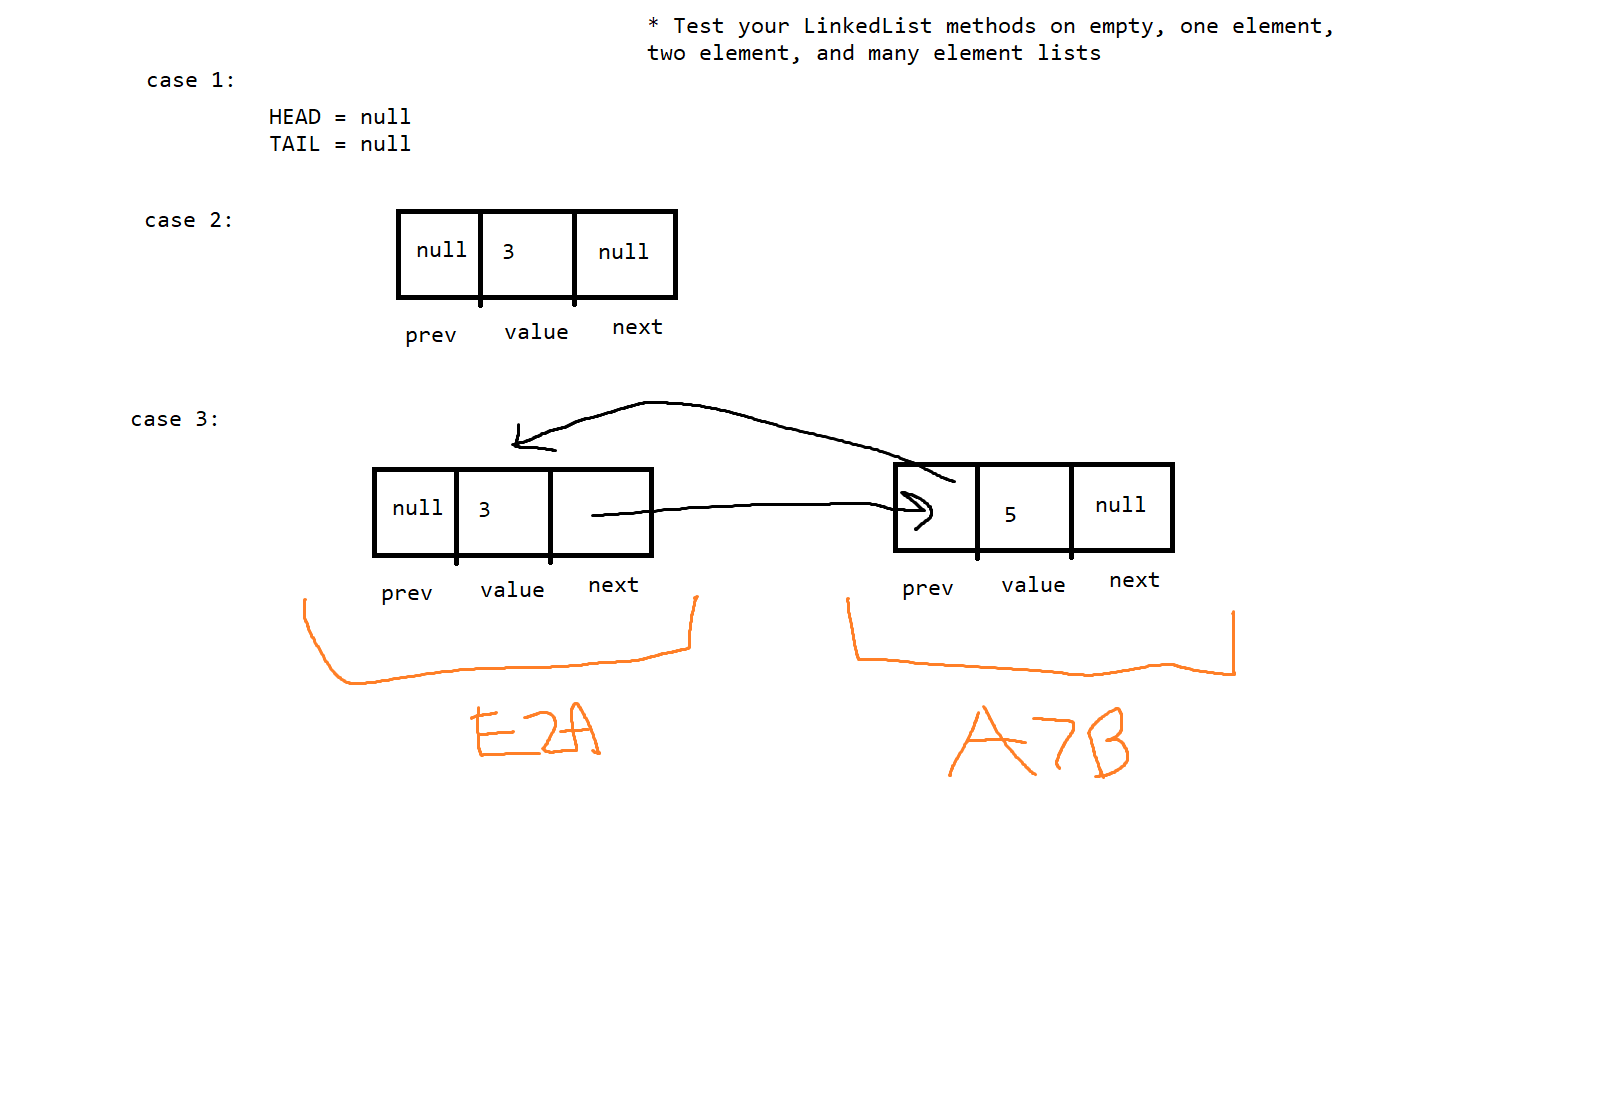 * Test your LinkedList methods on empty, one element,
two element, and many element lists
case 1:
HEAD = null
TAIL = null
case 2:
null 3 null
prev value next
case 3:
null 3 5 null
prev value next prev value next
E2A A7B